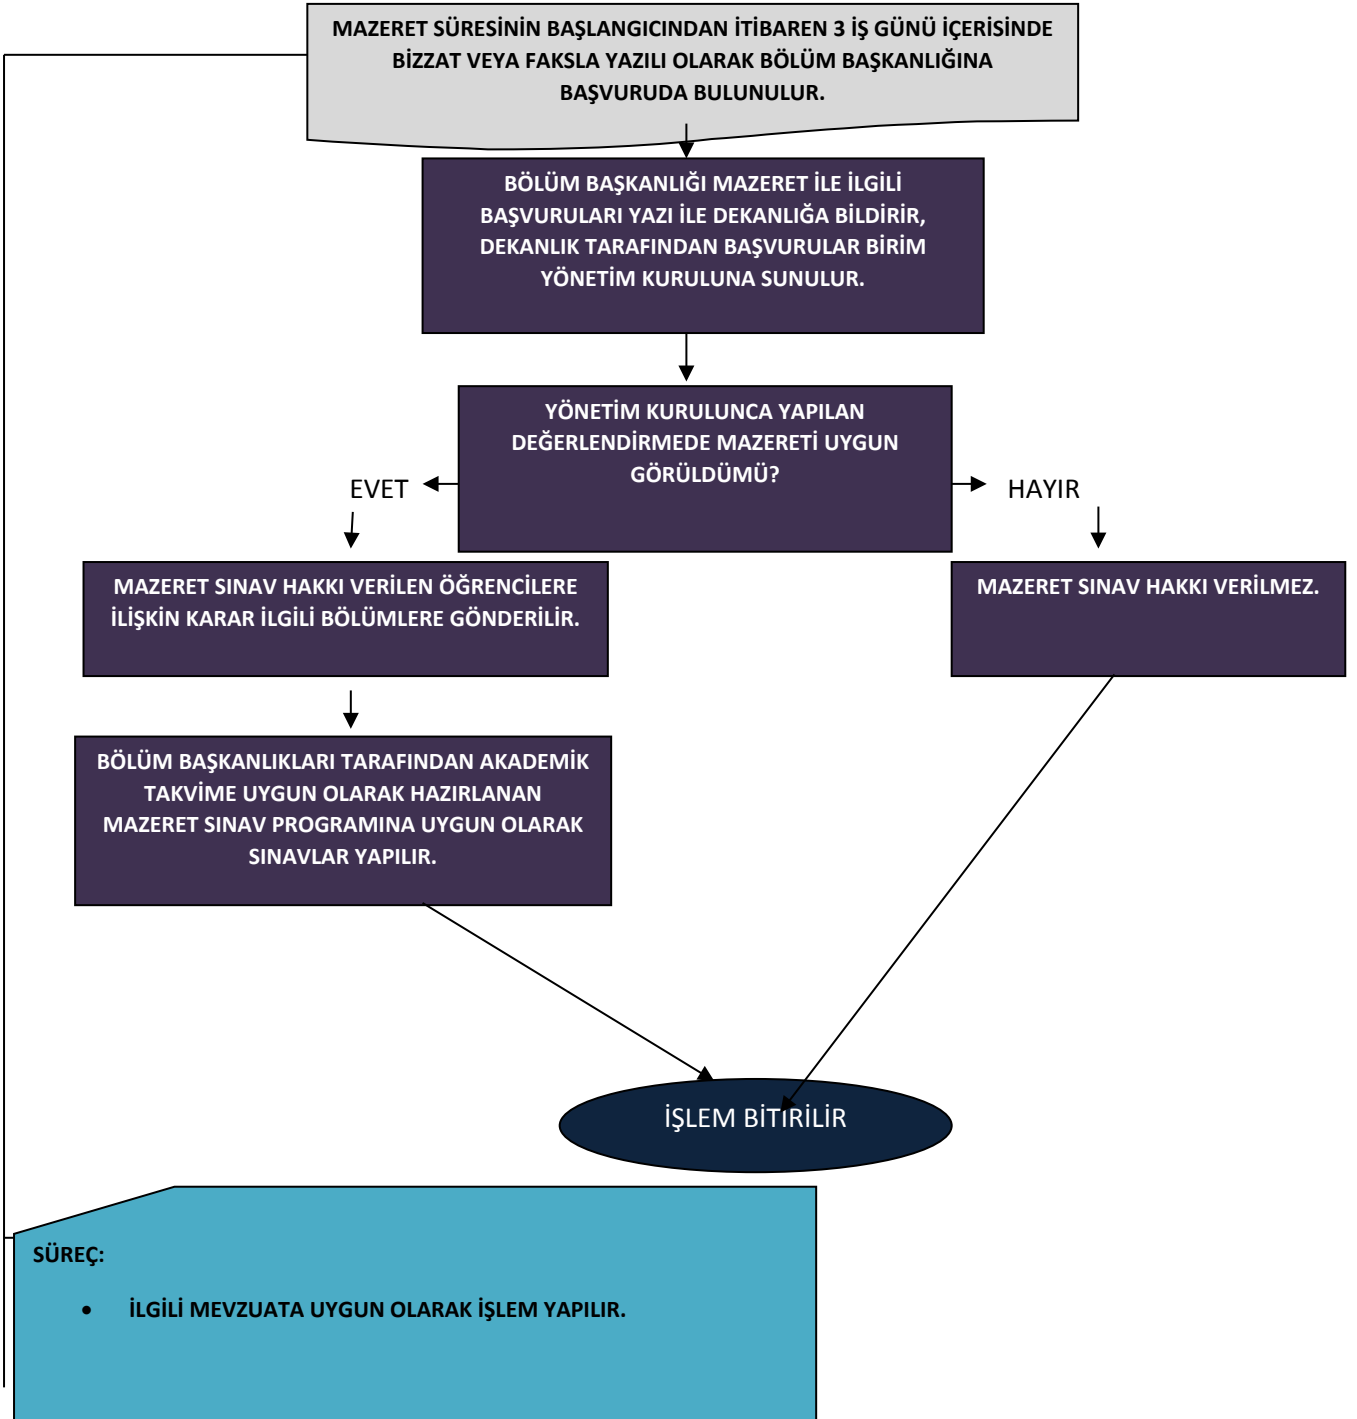 MAZERET SÜRESİNİN BAŞLANGICINDAN İTİBAREN 3 İŞ GÜNÜ İÇERİSİNDE
BİZZAT VEYA FAKSLA YAZILI OLARAK BÖLÜM BAŞKANLIĞINA
BAŞVURUDA BULUNULUR.
BÖLÜM BAŞKANLIĞI MAZERET İLE İLGİLİ
BAŞVURULARI YAZI İLE DEKANLIĞA BİLDİRİR,
DEKANLIK TARAFINDAN BAŞVURULAR BİRİM
YÖNETİM KURULUNA SUNULUR.
YÖNETİM KURULUNCA YAPILAN
DEĞERLENDİRMEDE MAZERETİ UYGUN
GÖRÜLDÜMÜ?
EVET
HAYIR
MAZERET SINAV HAKKI VERİLEN ÖĞRENCİLERE
İLİŞKİN KARAR İLGİLİ BÖLÜMLERE GÖNDERİLİR.
MAZERET SINAV HAKKI VERİLMEZ.
BÖLÜM BAŞKANLIKLARI TARAFINDAN AKADEMİK
TAKVİME UYGUN OLARAK HAZIRLANAN
MAZERET SINAV PROGRAMINA UYGUN OLARAK
SINAVLAR YAPILIR.
İŞLEM BİTİRİLİR
SÜREÇ:
• İLGİLİ MEVZUATA UYGUN OLARAK İŞLEM YAPILIR.